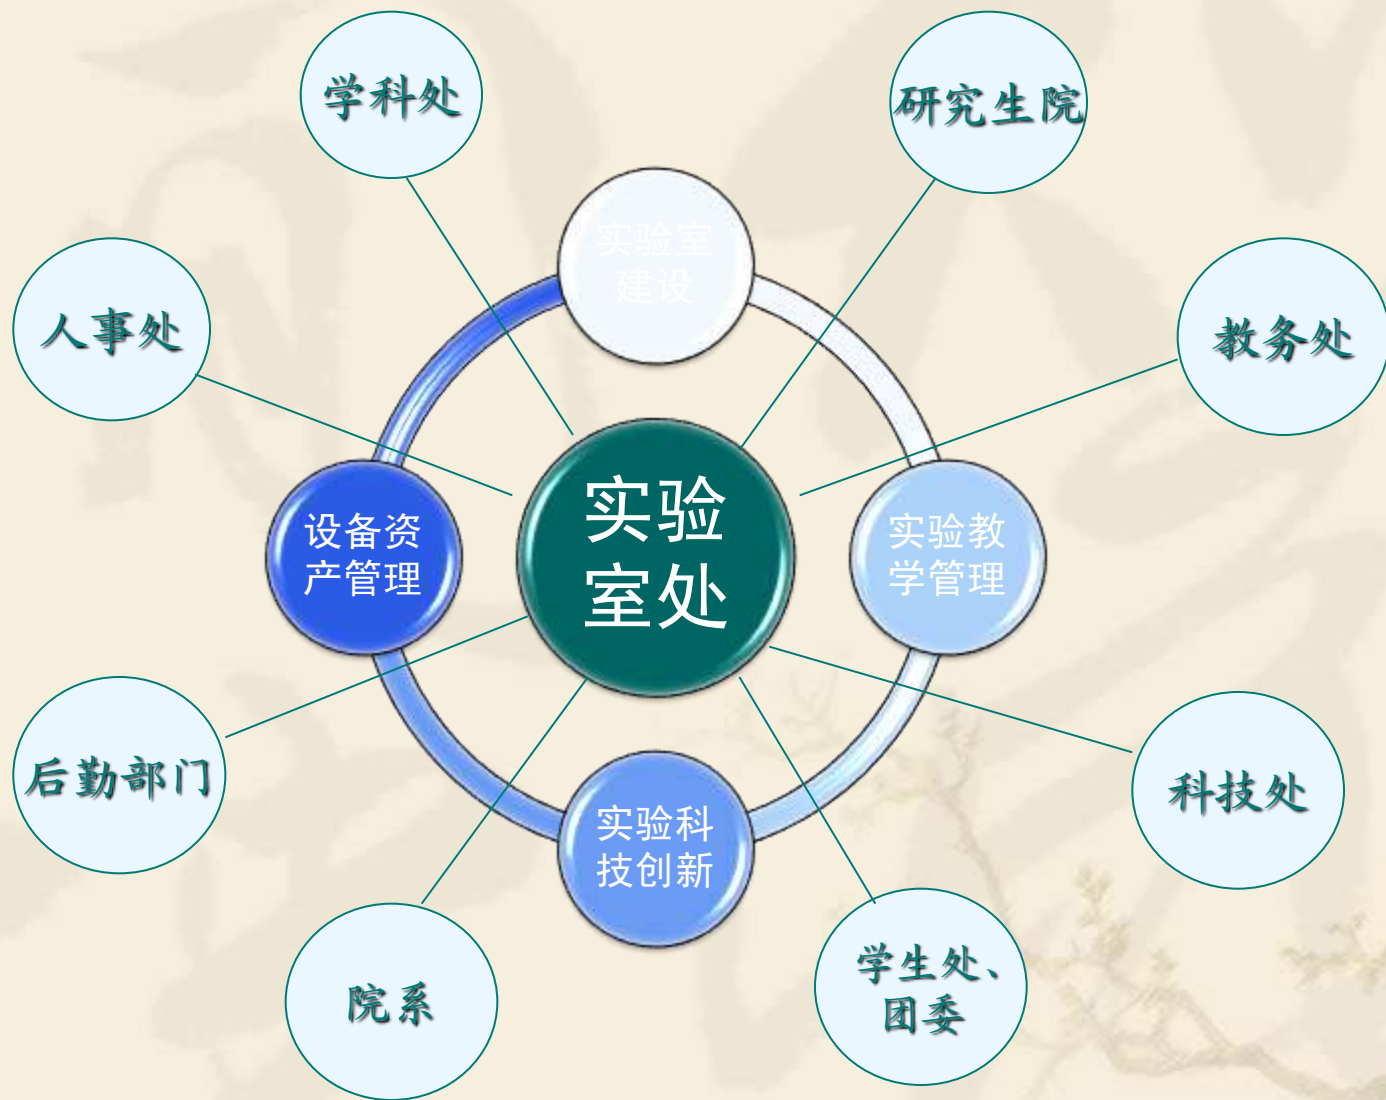 学科处
研究生院
实验室
建设
人事处
教务处
实验
室处
设备资
产管理
实验教
学管理
后勤部门
科技处
实验科
技创新
院系
学生处、
团委